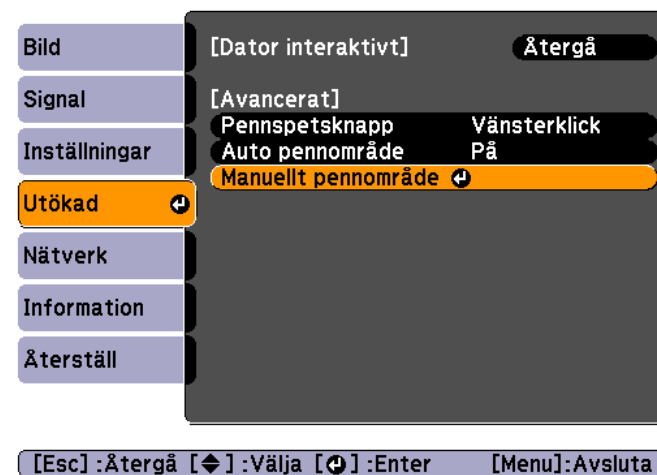 Bild
Signal
Inställningar
Utökad
Nätverk
Information
Återställ
[Dator interaktivt] Återgå
[Avancerat]
Pennspetsknapp Vänsterklick
Auto pennområde På
Manuellt pennområde
[Esc] :Återgå [◆] :Välja [⏎] :Enter [Menu]:Avsluta